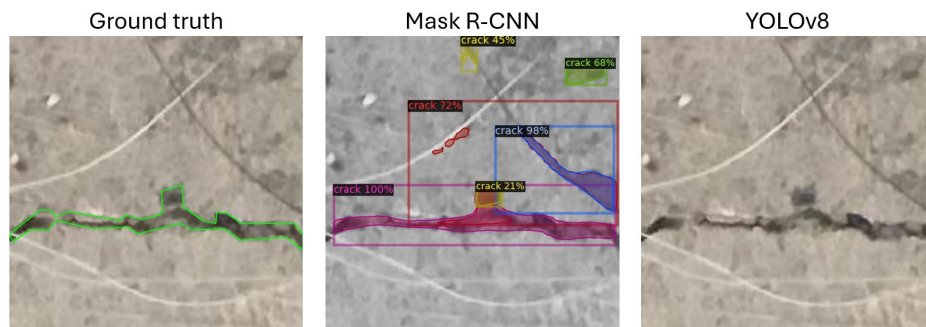 Ground truth
Mask R-CNN
YOLOv8
crack 45%
crack 68%
crack 72%
crack 98%
crack 100%
crack 21%